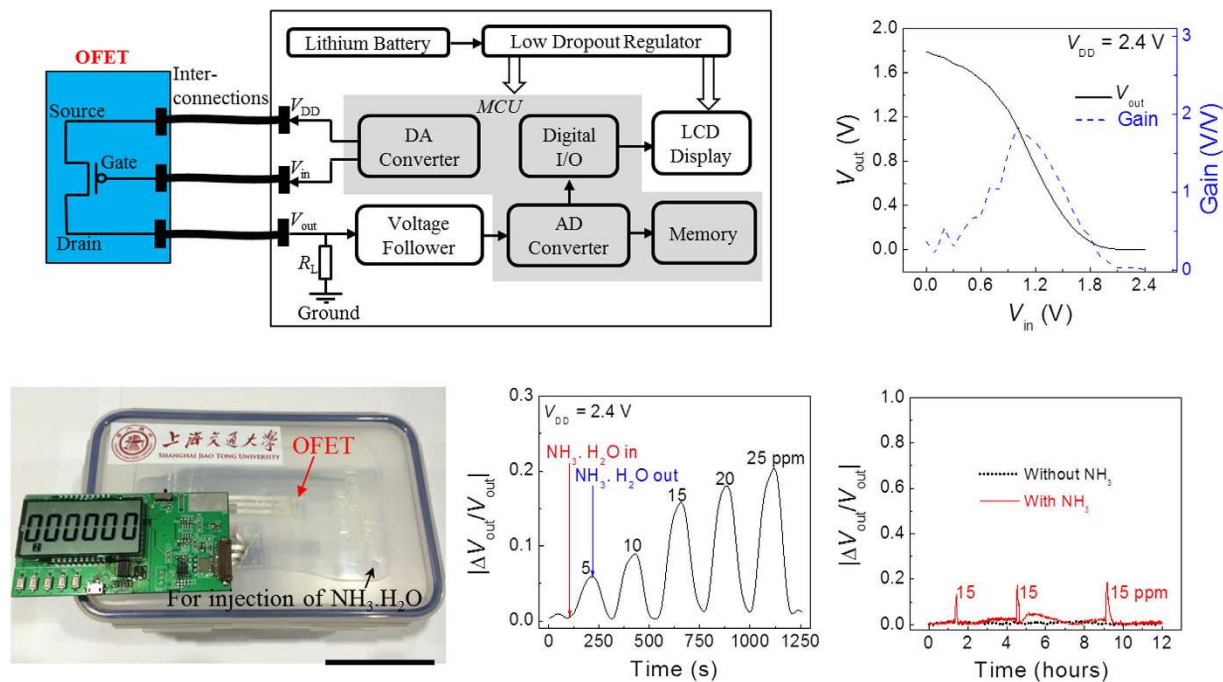 OFET
Inter-
connections
Source
Gate
Drain
V_DD
V_in
V_out
R_L
Ground
Lithium Battery
Low Dropout Regulator
MCU
DA
Converter
Digital
I/O
LCD
Display
Voltage
Follower
AD
Converter
Memory
V_DD = 2.4 V
V_out
Gain
V_out (V)
2.0
1.6
1.2
0.8
0.4
0.0
0.0 0.6 1.2 1.8 2.4
V_in (V)
3
2
1
0
Gain (V/V)
上海交通大学
SHANGHAI JIAO TONG UNIVERSITY
OFET
000000
For injection of NH₃.H₂O
V_DD = 2.4 V
NH₃. H₂O in
NH₃. H₂O out
5
10
15
20
25 ppm
|ΔV_out/V_out|
0.3
0.2
0.1
0.0
0 250 500 750 1000 1250
Time (s)
|ΔV_out/V_out|
1.0
0.8
0.6
0.4
0.2
0.0
Without NH₃
With NH₃
15
15
15 ppm
0 2 4 6 8 10 12
Time (hours)